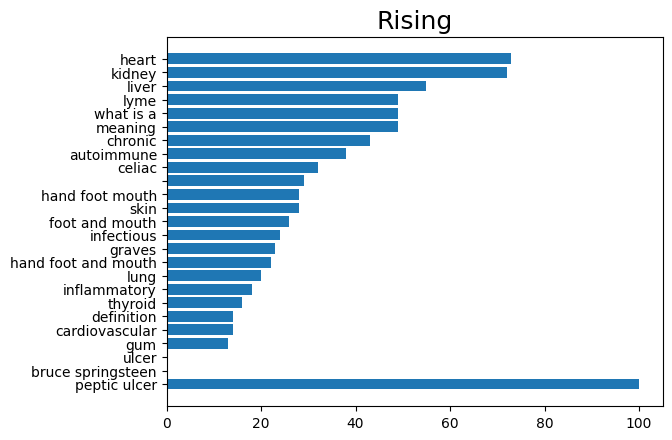 Rising
heart
kidney
liver
lyme
what is a
meaning
chronic
autoimmune
celiac
hand foot mouth
skin
foot and mouth
infectious
graves
hand foot and mouth
lung
inflammatory
thyroid
definition
cardiovascular
gum
ulcer
bruce springsteen
peptic ulcer
0 20 40 60 80 100